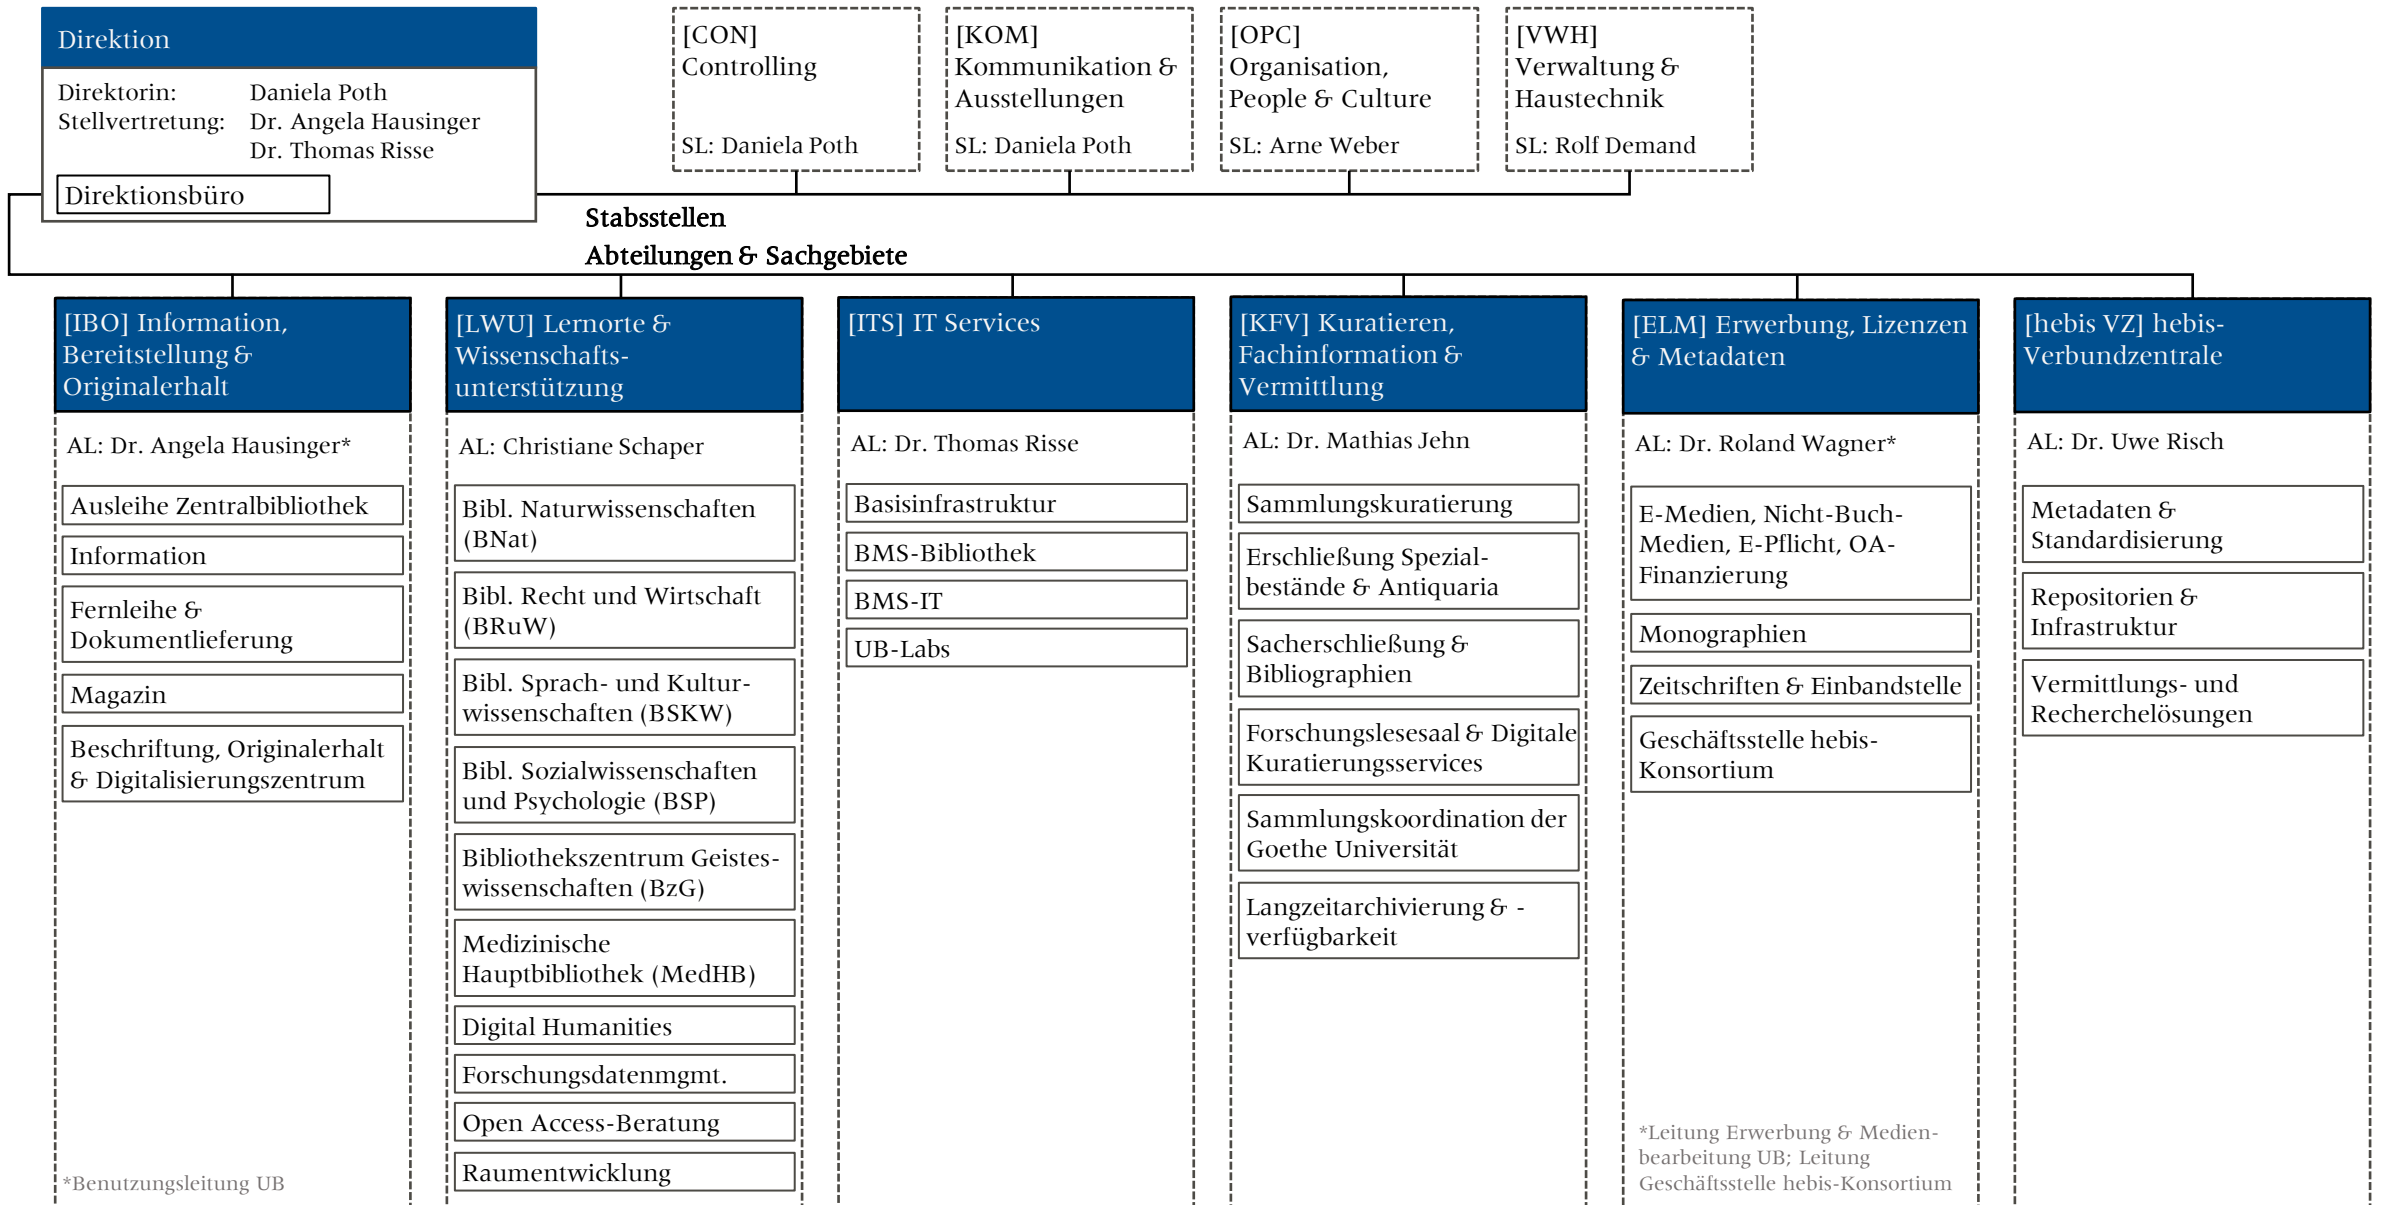 Direktion
Direktorin: Daniela Poth
Stellvertretung: Dr. Angela Hausinger
Dr. Thomas Risse
Direktionsbüro
[CON]
Controlling
SL: Daniela Poth
[KOM]
Kommunikation &
Ausstellungen
SL: Daniela Poth
[OPC]
Organisation,
People & Culture
SL: Arne Weber
[VWH]
Verwaltung &
Haustechnik
SL: Rolf Demand
Stabsstellen
Abteilungen & Sachgebiete
[IBO] Information,
Bereitstellung &
Originalerhalt
AL: Dr. Angela Hausinger*
Ausleihe Zentralbibliothek
Information
Fernleihe &
Dokumentlieferung
Magazin
Beschriftung, Originalerhalt
& Digitalisierungszentrum
*Benutzungsleitung UB
[LWU] Lernorte &
Wissenschafts-
unterstützung
AL: Christiane Schaper
Bibl. Naturwissenschaften
(BNat)
Bibl. Recht und Wirtschaft
(BRuW)
Bibl. Sprach- und Kultur-
wissenschaften (BSKW)
Bibl. Sozialwissenschaften
und Psychologie (BSP)
Bibliothekszentrum Geistes-
wissenschaften (BzG)
Medizinische
Hauptbibliothek (MedHB)
Digital Humanities
Forschungsdatenmgmt.
Open Access-Beratung
Raumentwicklung
[ITS] IT Services
AL: Dr. Thomas Risse
Basisinfrastruktur
BMS-Bibliothek
BMS-IT
UB-Labs
[KFV] Kuratieren,
Fachinformation &
Vermittlung
AL: Dr. Mathias Jehn
Sammlungskuratierung
Erschließung Spezial-
bestände & Antiquaria
Sacherschließung &
Bibliographien
Forschungslesesaal & Digitale
Kuratierungsservices
Sammlungskoordination der
Goethe Universität
Langzeitarchivierung & -
verfügbarkeit
[ELM] Erwerbung, Lizenzen
& Metadaten
AL: Dr. Roland Wagner*
E-Medien, Nicht-Buch-
Medien, E-Pflicht, OA-
Finanzierung
Monographien
Zeitschriften & Einbandstelle
Geschäftsstelle hebis-
Konsortium
*Leitung Erwerbung & Medien-
bearbeitung UB; Leitung
Geschäftsstelle hebis-Konsortium
[hebis VZ] hebis-
Verbundzentrale
AL: Dr. Uwe Risch
Metadaten &
Standardisierung
Repositorien &
Infrastruktur
Vermittlungs- und
Recherchelösungen